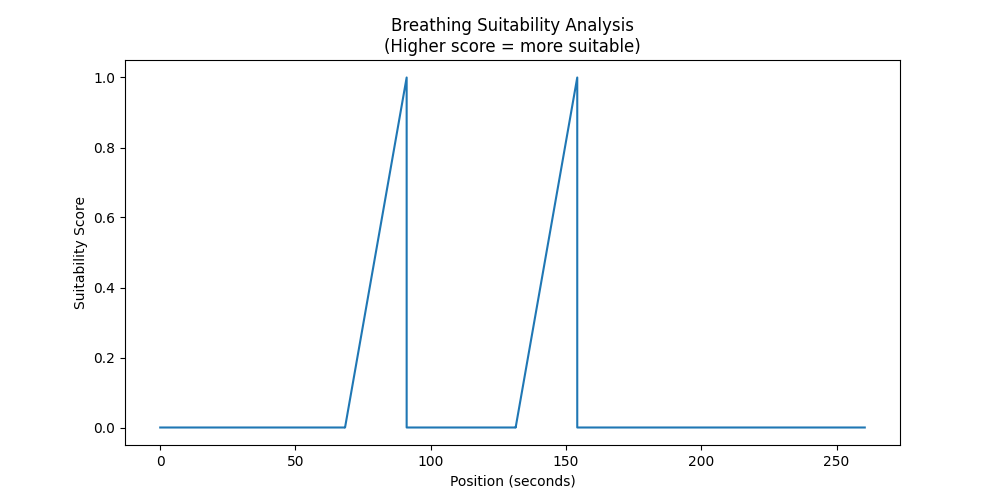 Breathing Suitability Analysis
(Higher score = more suitable)
Suitability Score
1.0
0.8
0.6
0.4
0.2
0.0
0 50 100 150 200 250
Position (seconds)